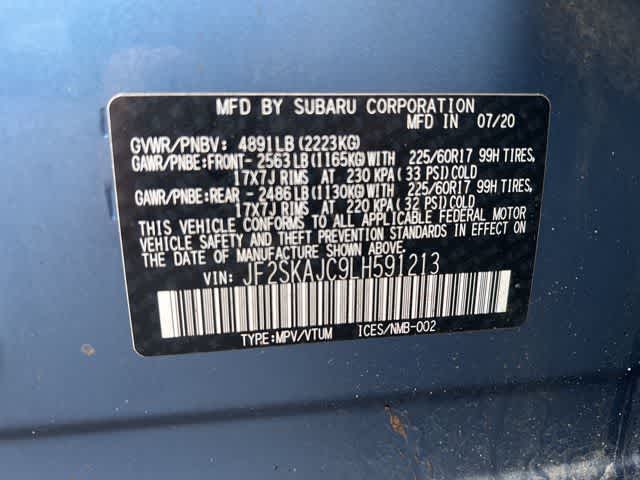 MFD BY SUBARU CORPORATION
MFD IN 07/20
GVWR/PNBV: 4891LB(2223KG)
GAWR/PNBE:FRONT-2563LB(1165KG)WITH 225/60R17 99H TIRES,
17X7J RIMS AT 230 KPA(33 PSI)COLD
GAWR/PNBE:REAR -2486LB(1130KG)WITH 225/60R17 99H TIRES,
17X7J RIMS AT 220 KPA(32 PSI)COLD
THIS VEHICLE CONFORMS TO ALL APPLICABLE FEDERAL MOTOR
VEHICLE SAFETY AND THEFT PREVENTION STANDARDS IN EFFECT ON
THE DATE OF MANUFACTURE SHOWN ABOVE.
VIN: JF2SKAJC9LH591213
TYPE:MPV/VTUM ICES/NMB-002